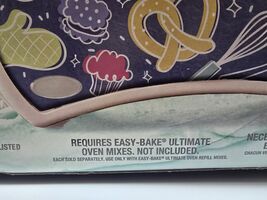 LISTED
REQUIRES EASY-BAKE® ULTIMATE
OVEN MIXES. NOT INCLUDED.
EACH SOLD SEPARATELY. USE ONLY WITH EASY-BAKE® ULTIMATE OVEN REFILL MIXES.
NECE